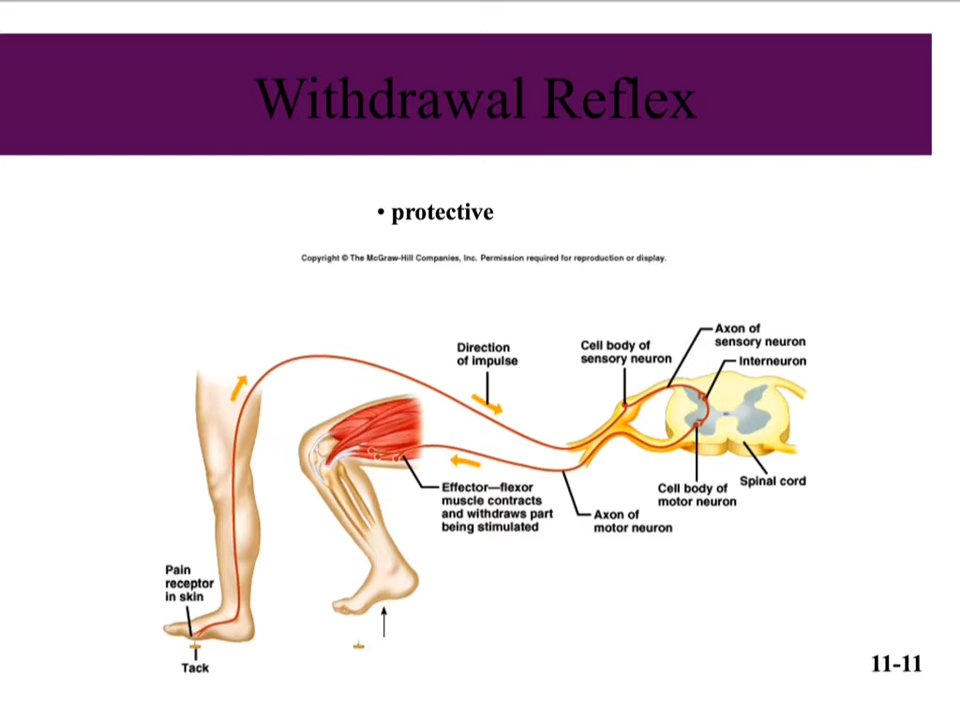 Withdrawal Reflex
• protective
Copyright © The McGraw-Hill Companies, Inc. Permission required for reproduction or display.
Axon of
sensory neuron
Interneuron
Cell body of
sensory neuron
Direction
of impulse
Effector—flexor
muscle contracts
and withdraws part
being stimulated
Axon of
motor neuron
Cell body of
motor neuron
Spinal cord
Pain
receptor
in skin
Tack
11-11